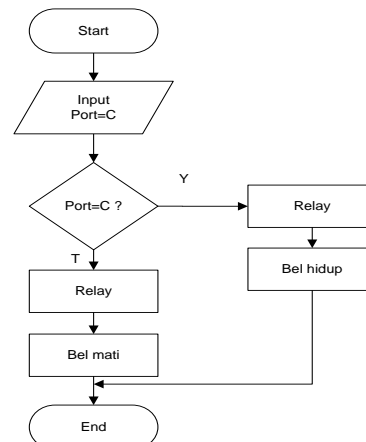 Start
Input
Port=C
Port=C ?
Y
Relay
Bel hidup
T
Relay
Bel mati
End